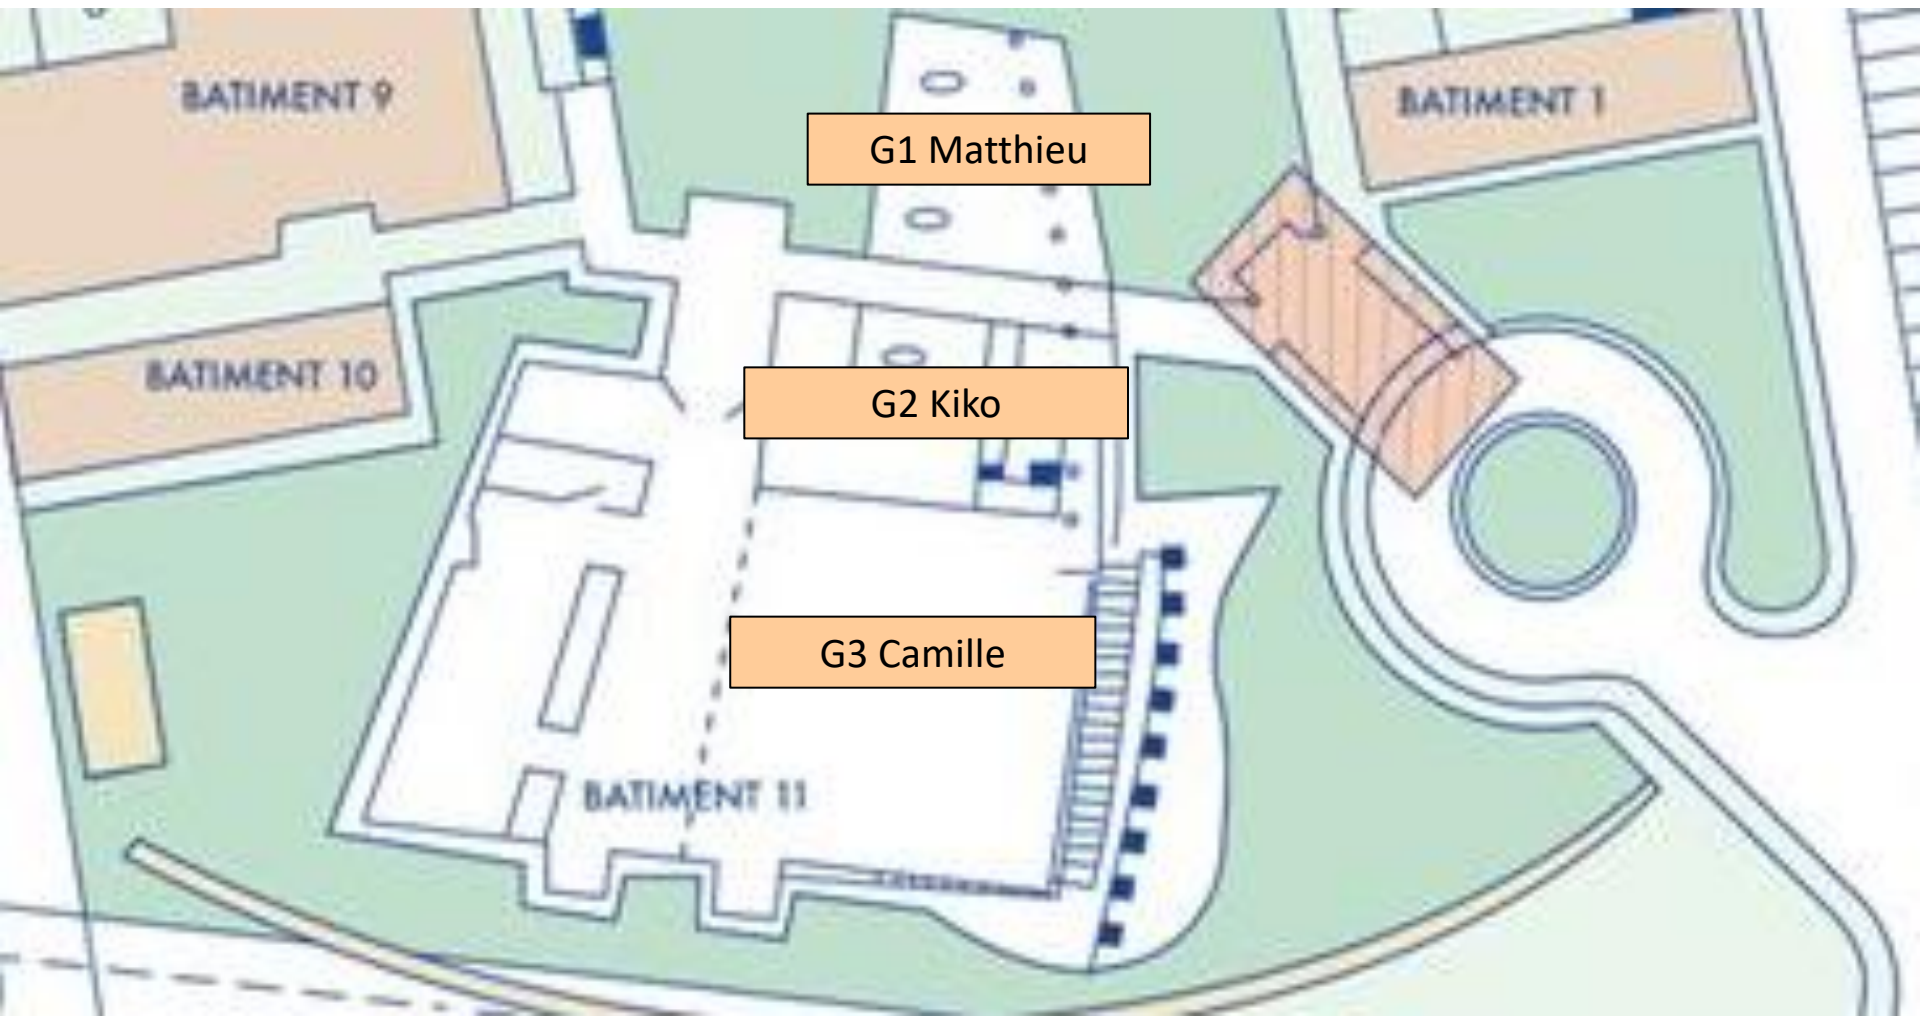 BATIMENT 9
BATIMENT 1
G1 Matthieu
BATIMENT 10
G2 Kiko
G3 Camille
BATIMENT 11